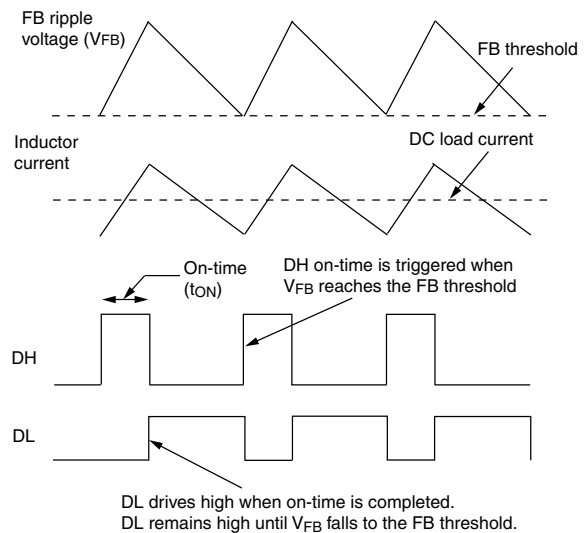 FB ripple
voltage (VFB)
FB threshold
Inductor
current
DC load current
On-time
(tON)
DH on-time is triggered when
VFB reaches the FB threshold
DH
DL
DL drives high when on-time is completed.
DL remains high until VFB falls to the FB threshold.